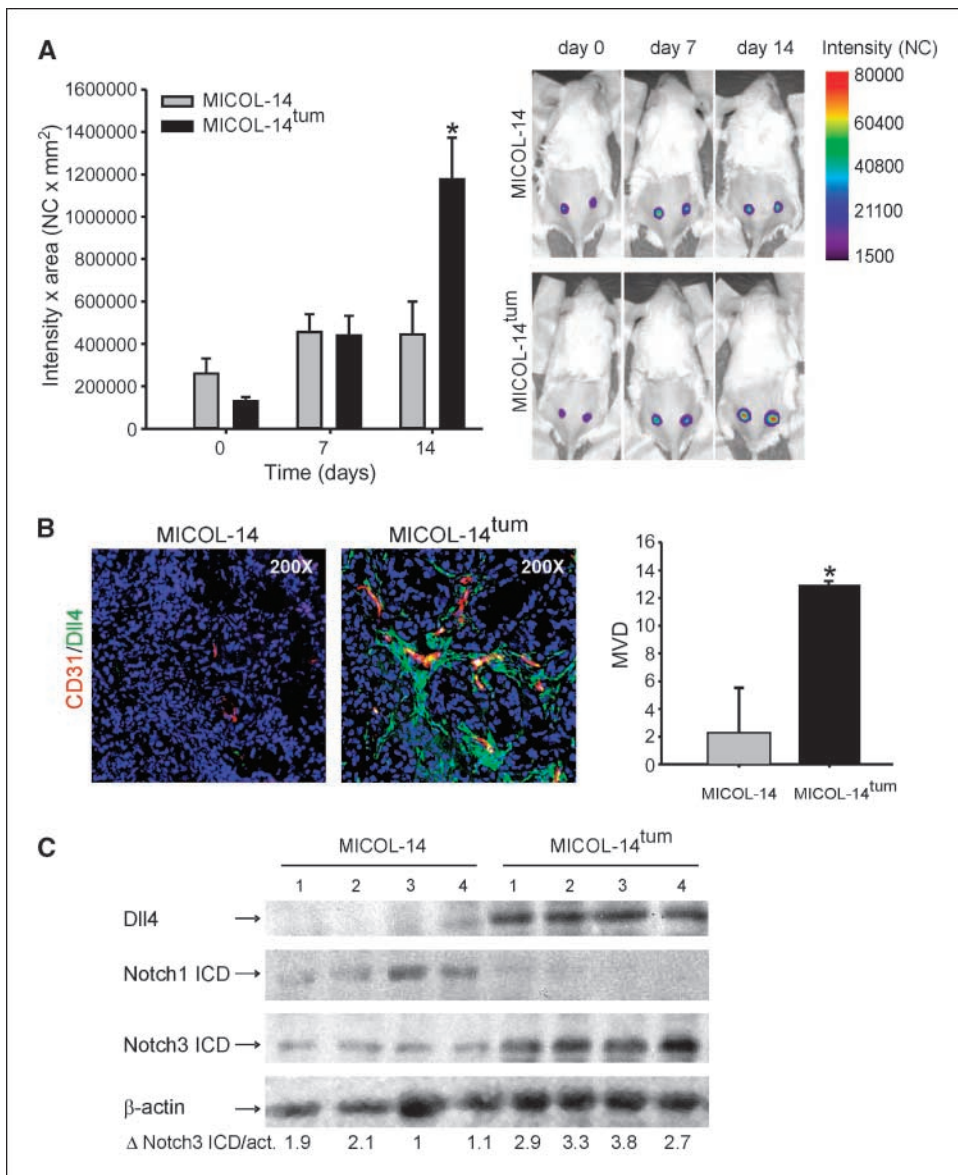 A
1600000
1400000
1200000
1000000
800000
600000
400000
200000
0
Intensity x area (NC x mm²)
MICOL-14
MICOL-14tum
*
0 7 14
Time (days)
day 0 day 7 day 14
MICOL-14
MICOL-14tum
Intensity (NC)
80000
60400
40800
21100
1500
B
MICOL-14
MICOL-14tum
200X
200X
CD31/Dll4
16
14
12
10
8
6
4
2
0
MVD
*
MICOL-14 MICOL-14tum
C
MICOL-14 MICOL-14tum
1 2 3 4 1 2 3 4
Dll4
Notch1 ICD
Notch3 ICD
β-actin
Δ Notch3 ICD/act. 1.9 2.1 1 1.1 2.9 3.3 3.8 2.7